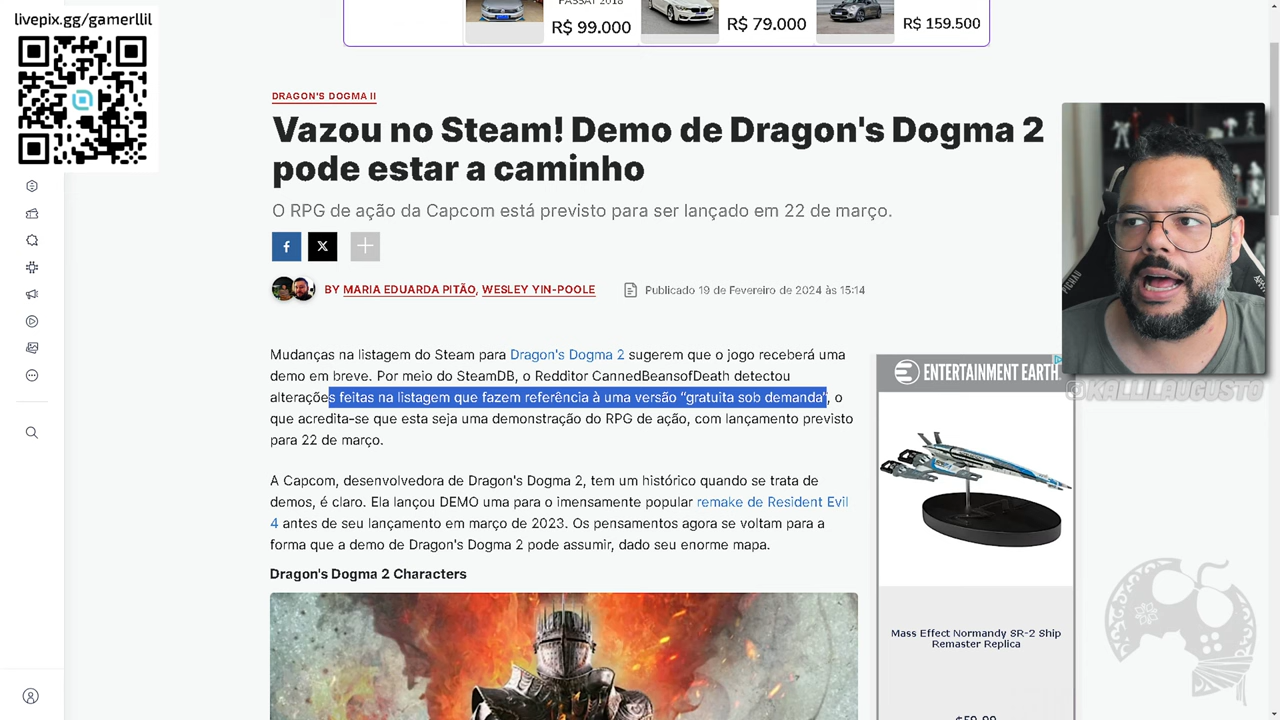 livepix.gg/gamerllil
PASSAT 2018
R$ 99.000
R$ 79.000
R$ 159.500
DRAGON'S DOGMA II
Vazou no Steam! Demo de Dragon's Dogma 2
pode estar a caminho
O RPG de ação da Capcom está previsto para ser lançado em 22 de março.
BY MARIA EDUARDA PITÃO, WESLEY YIN-POOLE
Publicado 19 de Fevereiro de 2024 às 15:14
Mudanças na listagem do Steam para Dragon's Dogma 2 sugerem que o jogo receberá uma
demo em breve. Por meio do SteamDB, o Redditor CannedBeansofDeath detectou
alterações feitas na listagem que fazem referência à uma versão “gratuita sob demanda”, o
que acredita-se que esta seja uma demonstração do RPG de ação, com lançamento previsto
para 22 de março.
A Capcom, desenvolvedora de Dragon's Dogma 2, tem um histórico quando se trata de
demos, é claro. Ela lançou DEMO uma para o imensamente popular remake de Resident Evil
4 antes de seu lançamento em março de 2023. Os pensamentos agora se voltam para a
forma que a demo de Dragon's Dogma 2 pode assumir, dado seu enorme mapa.
Dragon's Dogma 2 Characters
PICHAU
ENTERTAINMENT EARTH
@KALLILAUGUSTO
Mass Effect Normandy SR-2 Ship
Remaster Replica
$59.99